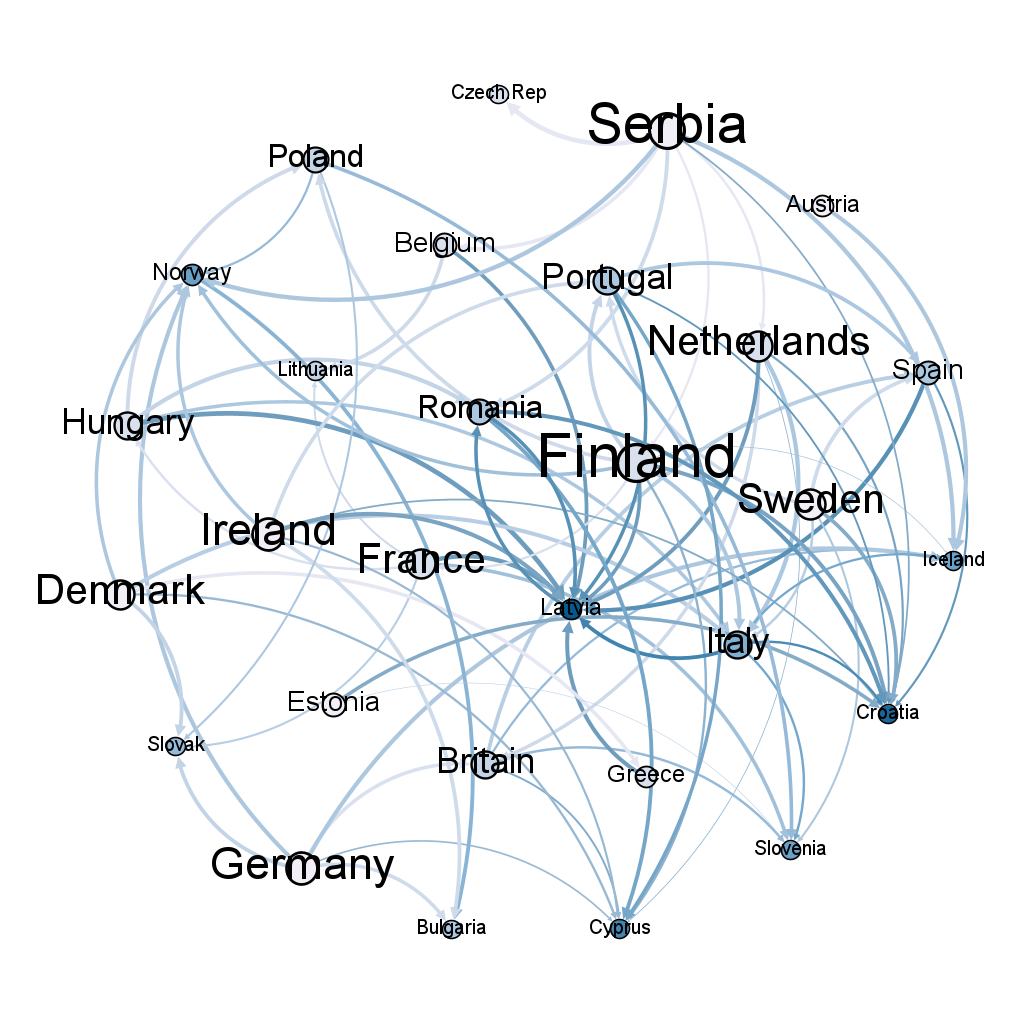 Czech Rep
Serbia
Poland
Austria
Belgium
Norway
Portugal
Netherlands
Lithuania
Spain
Romania
Hungary
Finland
Sweden
Ireland
France
Iceland
Denmark
Latvia
Italy
Estonia
Croatia
Slovak
Britain
Greece
Slovenia
Germany
Bulgaria
Cyprus